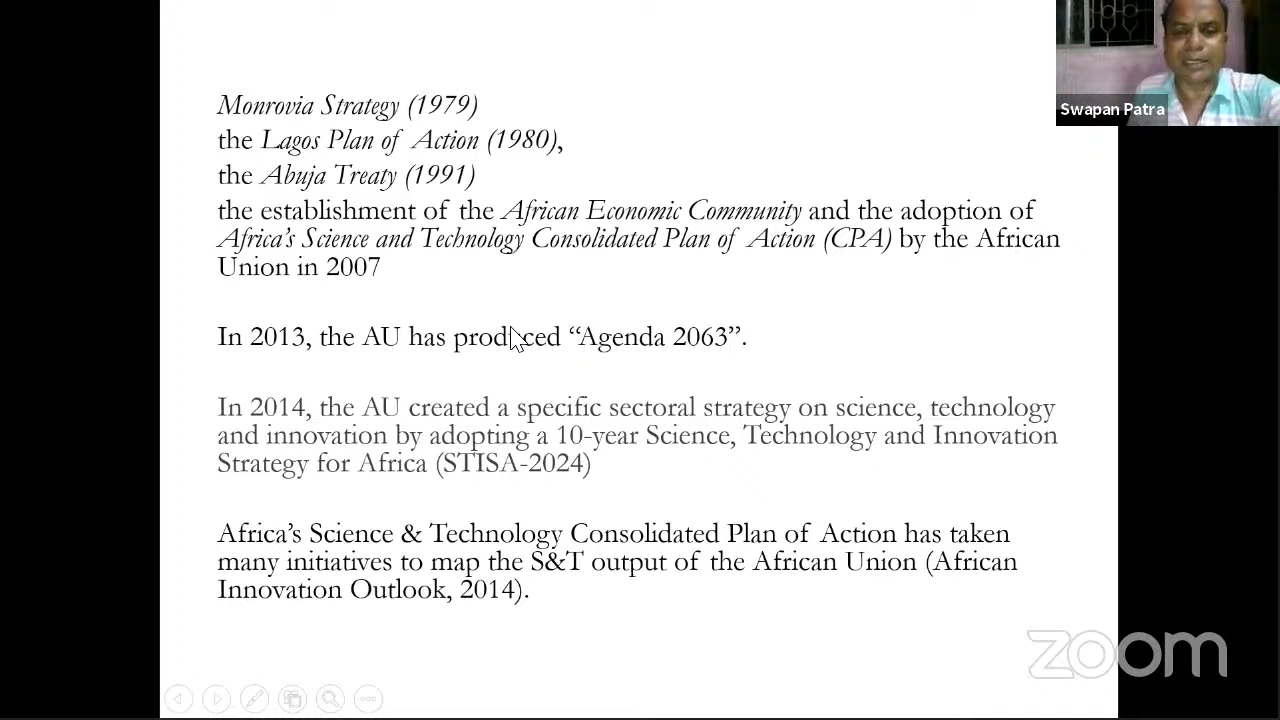 Monrovia Strategy (1979)
the Lagos Plan of Action (1980),
the Abuja Treaty (1991)
the establishment of the African Economic Community and the adoption of
Africa's Science and Technology Consolidated Plan of Action (CPA) by the African
Union in 2007
In 2013, the AU has produced “Agenda 2063”.
In 2014, the AU created a specific sectoral strategy on science, technology
and innovation by adopting a 10-year Science, Technology and Innovation
Strategy for Africa (STISA-2024)
Africa's Science & Technology Consolidated Plan of Action has taken
many initiatives to map the S&T output of the African Union (African
Innovation Outlook, 2014).
Swapan Patra
zoom